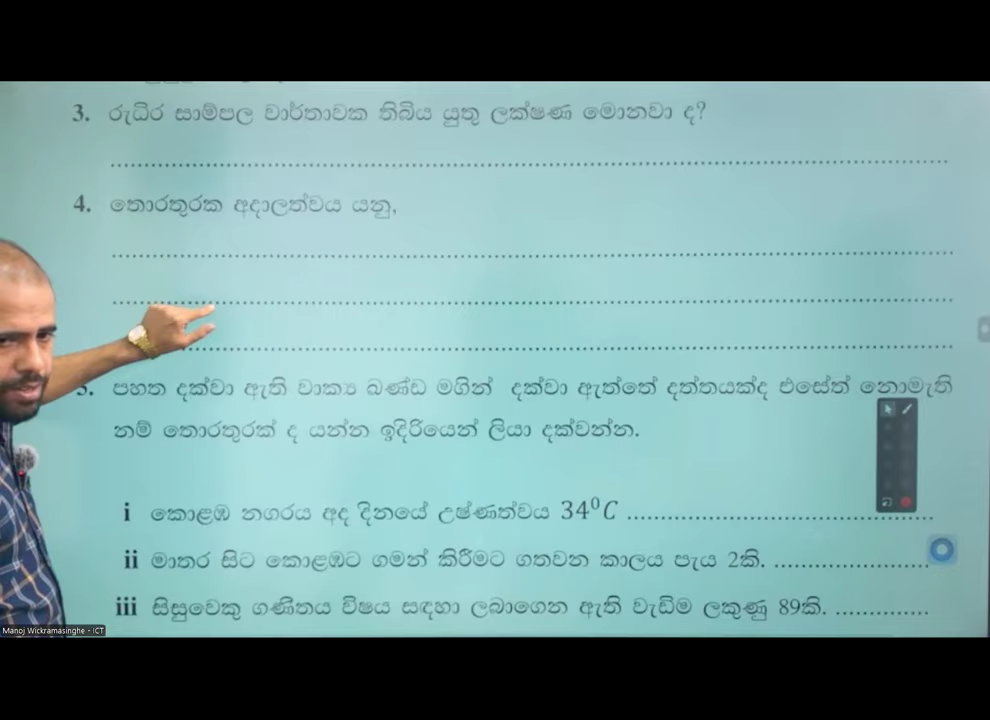 3. රුධිර සාම්පල වාර්තාවක තිබිය යුතු ලක්ෂණ මොනවා ද?
4. තොරතුරක අදාලත්වය යනු,
5. පහත දක්වා ඇති වාක්‍ය ඛණ්ඩ මගින් දක්වා ඇත්තේ දත්තයක්ද එසේත් නොමැති
නම් තොරතුරක් ද යන්න ඉදිරියෙන් ලියා දක්වන්න.
i කොළඹ නගරය අද දිනයේ උෂ්ණත්වය 34⁰C ................
ii මාතර සිට කොළඹට ගමන් කිරීමට ගතවන කාලය පැය 2කි. ................
iii සිසුවෙකු ගණිතය විෂය සඳහා ලබාගෙන ඇති වැඩිම ලකුණු 89කි. ................
Manoj Wickramasinghe - ICT